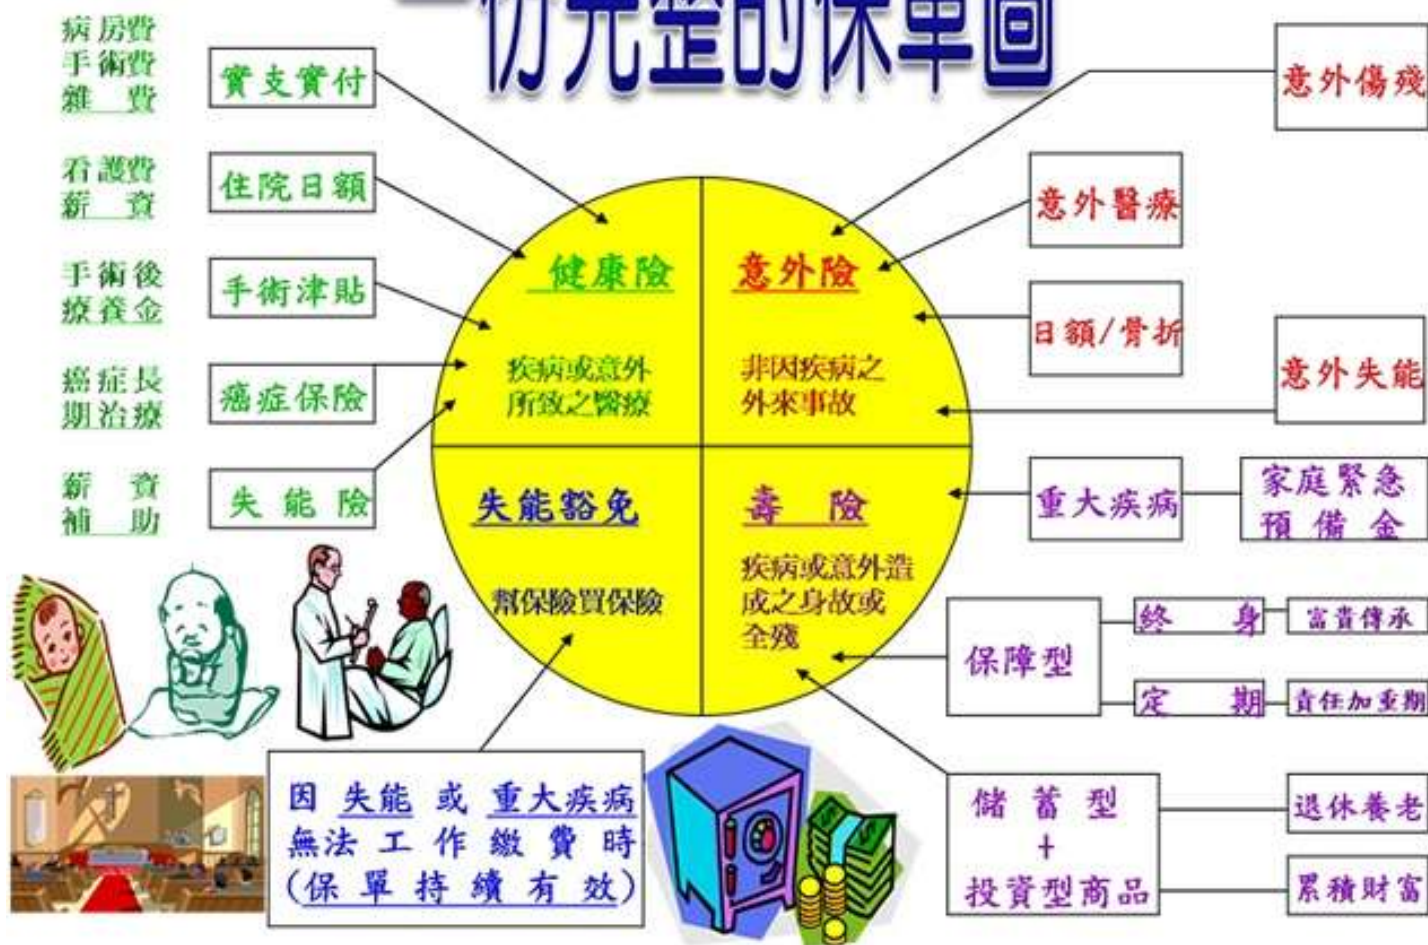 一份完整的保單圖
病房費
手術費
雜費
實支實付
看護費
薪資
住院日額
手術後
療養金
手術津貼
癌症長
期治療
癌症保險
薪資
補助
失能險
健康險
疾病或意外
所致之醫療
意外險
非因疾病之
外來事故
意外傷殘
意外醫療
日額/骨折
意外失能
失能豁免
幫保險買保險
壽險
疾病或意外造
成之身故或
全殘
重大疾病
家庭緊急
預備金
保障型
終身
富貴傳承
定期
責任加重期
儲蓄型
+
投資型商品
退休養老
累積財富
因失能或重大疾病
無法工作繳費時
(保單持續有效)